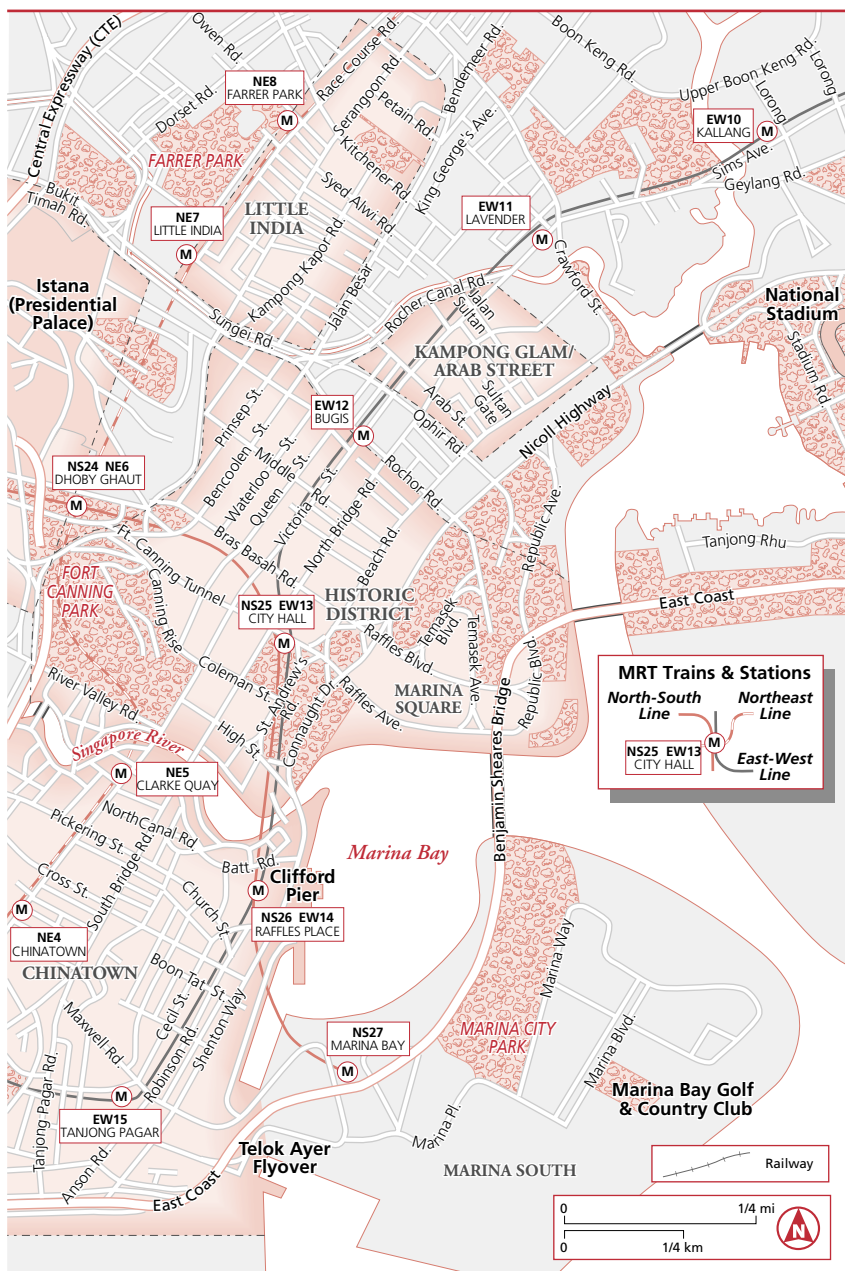 Central Expressway (CTE)
Owen Rd.
Race Course Rd.
Boon Keng Rd.
Upper Boon Keng Rd.
Lorong
Lorong
NE8
FARRER PARK
Bendemeer Rd.
Serangoon Rd.
Petain Rd.
Dorset Rd.
Kitchener Rd.
King George's Ave.
EW10
KALLANG
Sims Ave.
Geylang Rd.
FARRER PARK
Bukit
Timah Rd.
Syed Alwi Rd.
NE7
LITTLE INDIA
LITTLE
INDIA
EW11
LAVENDER
Crawford St.
Kampong Kapor Rd.
Jalan Besar
Istana
(Presidential
Palace)
Rocher Canal Rd.
Jalan
Sultan
National
Stadium
Sungei Rd.
Stadium Rd.
KAMPONG GLAM/
ARAB STREET
Arab St.
Sultan
Gate
Ophir Rd.
Nicoll Highway
EW12
BUGIS
Prinsep St.
Bencoolen St.
Waterloo St.
Queen St.
Middle
Rd.
Victoria St.
North Bridge Rd.
Rochor Rd.
Beach Rd.
Republic Ave.
NS24 NE6
DHOBY GHAUT
Bras Basah Rd.
Ft. Canning Tunnel
Canning Rise
Tanjong Rhu
FORT
CANNING
PARK
NS25 EW13
CITY HALL
HISTORIC
DISTRICT
East Coast
Temasek
Blvd.
Temasek Ave.
Raffles Blvd.
Republic Blvd.
Coleman St.
St. Andrew's
Rd.
Connaught Dr.
Raffles Ave.
MARINA
SQUARE
Benjamin Sheares Bridge
River Valley Rd.
High St.
Singapore River
MRT Trains & Stations
North-South
Line
Northeast
Line
M
NS25 EW13
CITY HALL
East-West
Line
NE5
CLARKE QUAY
NorthCanal Rd.
Pickering St.
South Bridge Rd.
Batt. Rd.
Marina Bay
Clifford
Pier
Cross St.
Church St.
NS26 EW14
RAFFLES PLACE
NE4
CHINATOWN
CHINATOWN
Boon Tat St.
Cecil St.
Robinson Rd.
Shenton Way
Maxwell Rd.
Marina Way
NS27
MARINA BAY
MARINA CITY
PARK
Marina Blvd.
Tanjong Pagar Rd.
EW15
TANJONG PAGAR
Marina Bay Golf
& Country Club
Marina Pl.
Anson Rd.
Telok Ayer
Flyover
East Coast
MARINA SOUTH
Railway
0 1/4 mi
0 1/4 km
N
M
M
M
M
M
M
M
M
M
M
M
M